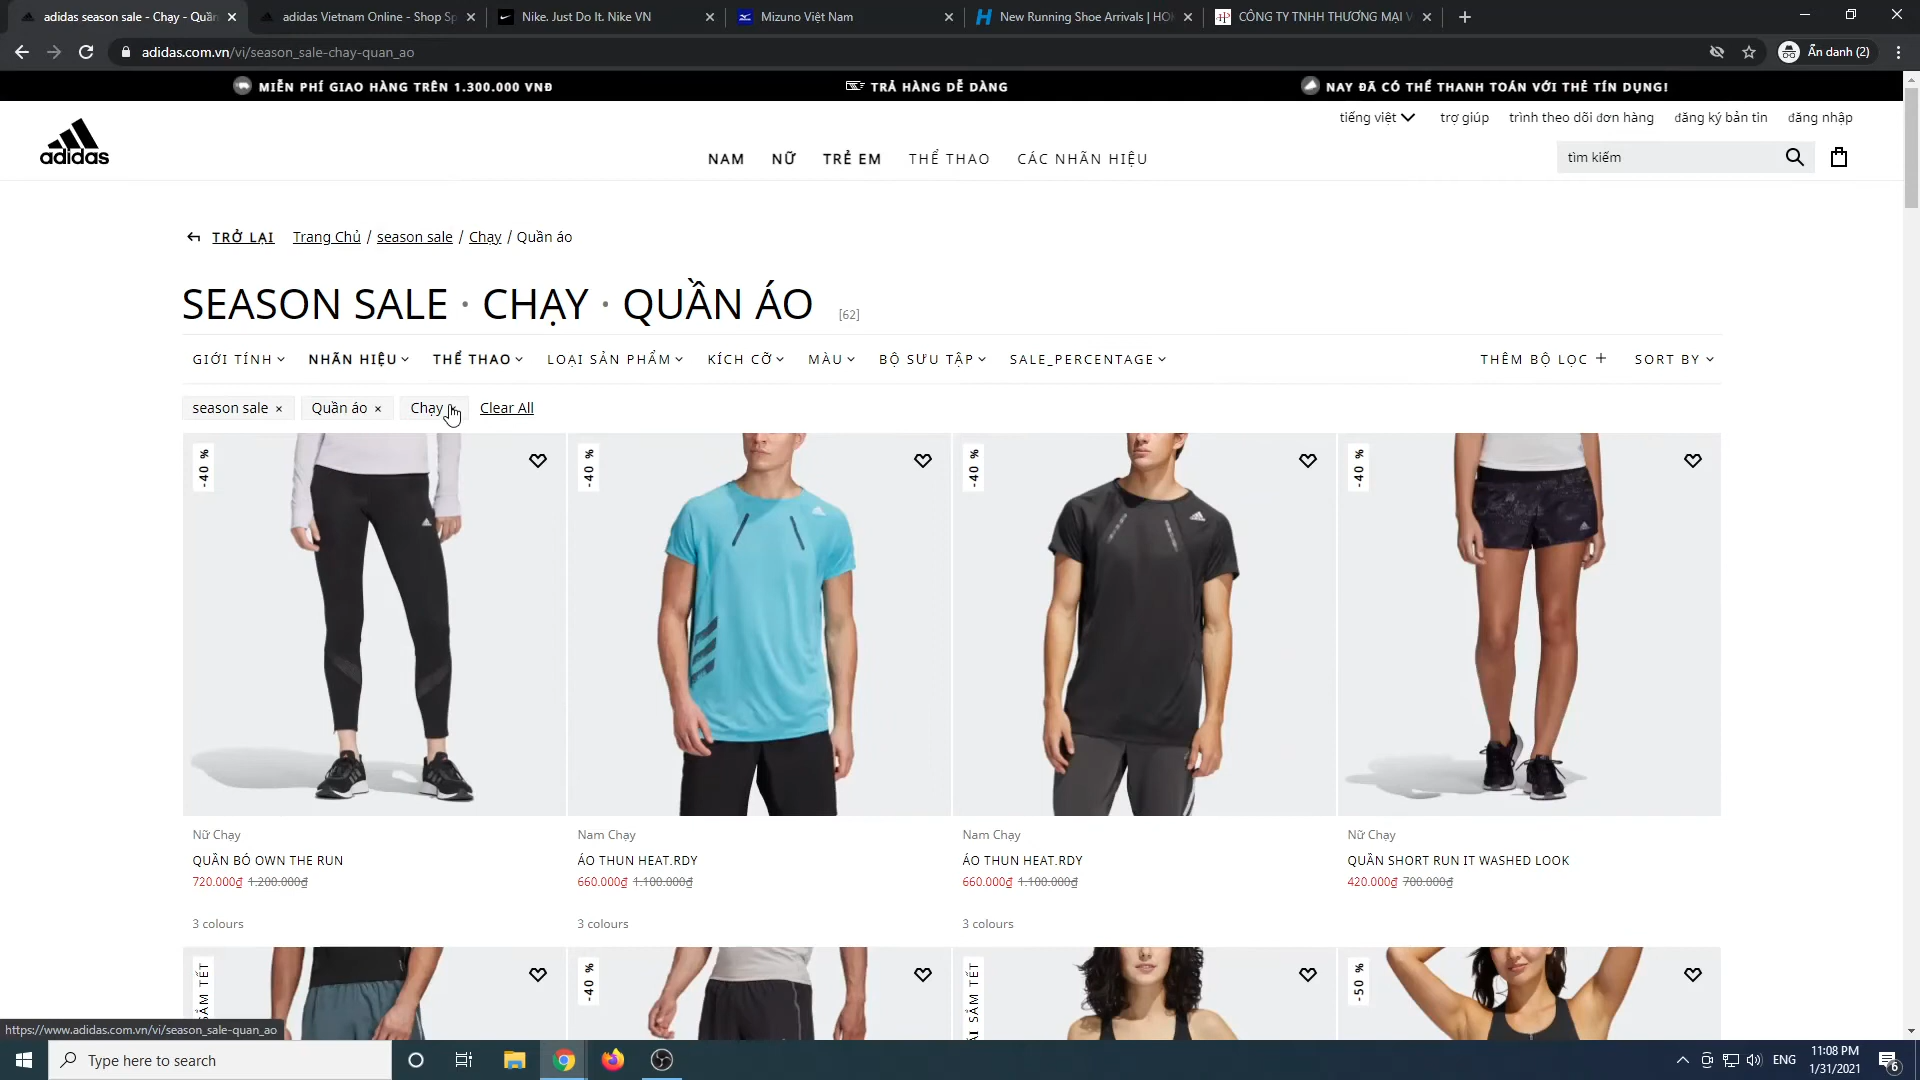 adidas season sale - Chạy - Quần
adidas Vietnam Online - Shop Sp
Nike. Just Do It. Nike VN
Mizuno Việt Nam
New Running Shoe Arrivals | HO
CÔNG TY TNHH THƯƠNG MẠI V
adidas.com.vn/vi/season_sale-chay-quan_ao
Ẩn danh (2)
MIỄN PHÍ GIAO HÀNG TRÊN 1.300.000 VNĐ
TRẢ HÀNG DỄ DÀNG
NAY ĐÃ CÓ THỂ THANH TOÁN VỚI THẺ TÍN DỤNG!
tiếng việt
trợ giúp
trình theo dõi đơn hàng
đăng ký bản tin
đăng nhập
adidas
NAM
NỮ
TRẺ EM
THỂ THAO
CÁC NHÃN HIỆU
tìm kiếm
TRỞ LẠI
Trang Chủ / season sale / Chạy / Quần áo
SEASON SALE · CHẠY · QUẦN ÁO [62]
GIỚI TÍNH
NHÃN HIỆU
THỂ THAO
LOẠI SẢN PHẨM
KÍCH CỠ
MÀU
BỘ SƯU TẬP
SALE_PERCENTAGE
THÊM BỘ LỌC +
SORT BY
season sale ×
Quần áo ×
Chạy
Clear All
-40 %
-40 %
-40 %
-40 %
Nữ Chạy
QUẦN BÓ OWN THE RUN
720.000₫ 1.200.000₫
3 colours
Nam Chạy
ÁO THUN HEAT.RDY
660.000₫ 1.100.000₫
3 colours
Nam Chạy
ÁO THUN HEAT.RDY
660.000₫ 1.100.000₫
3 colours
Nữ Chạy
QUẦN SHORT RUN IT WASHED LOOK
420.000₫ 700.000₫
SẮM TẾT
-40 %
SẮM TẾT
-50 %
https://www.adidas.com.vn/vi/season_sale-quan_ao
Type here to search
ENG
11:08 PM
1/31/2021
6